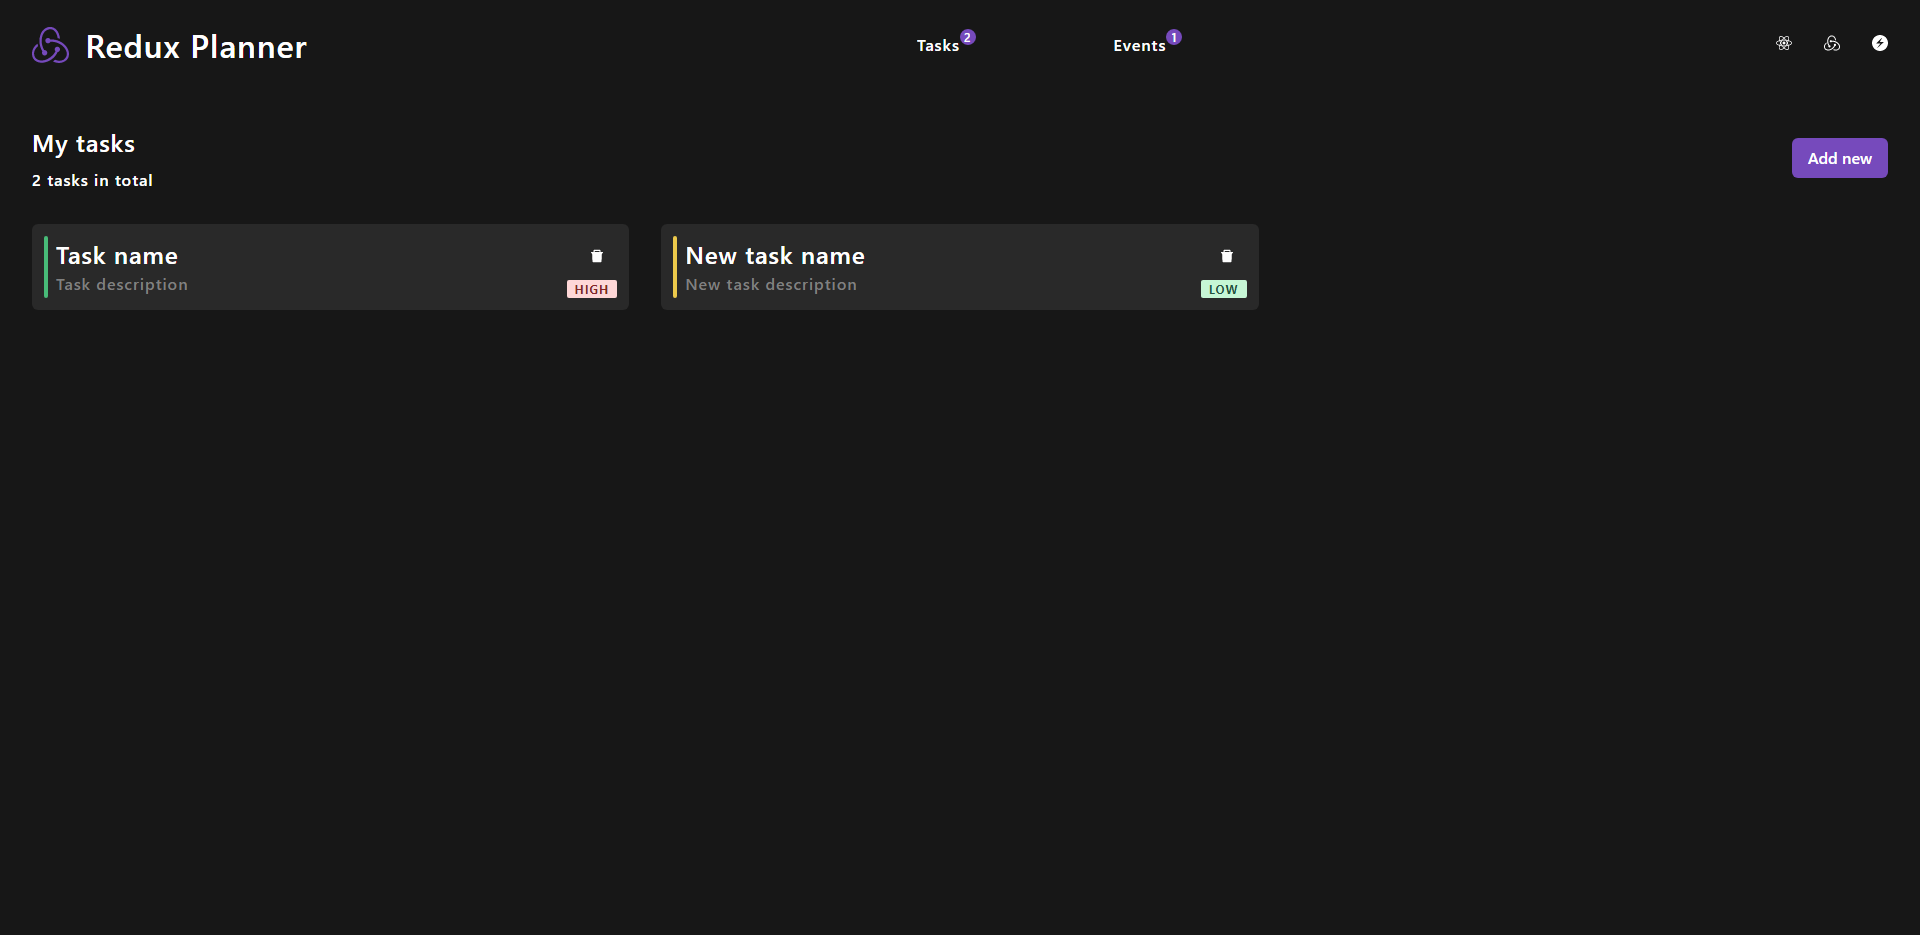 Redux Planner
Tasks 2
Events 1
My tasks
2 tasks in total
Add new
Task name
Task description
HIGH
New task name
New task description
LOW